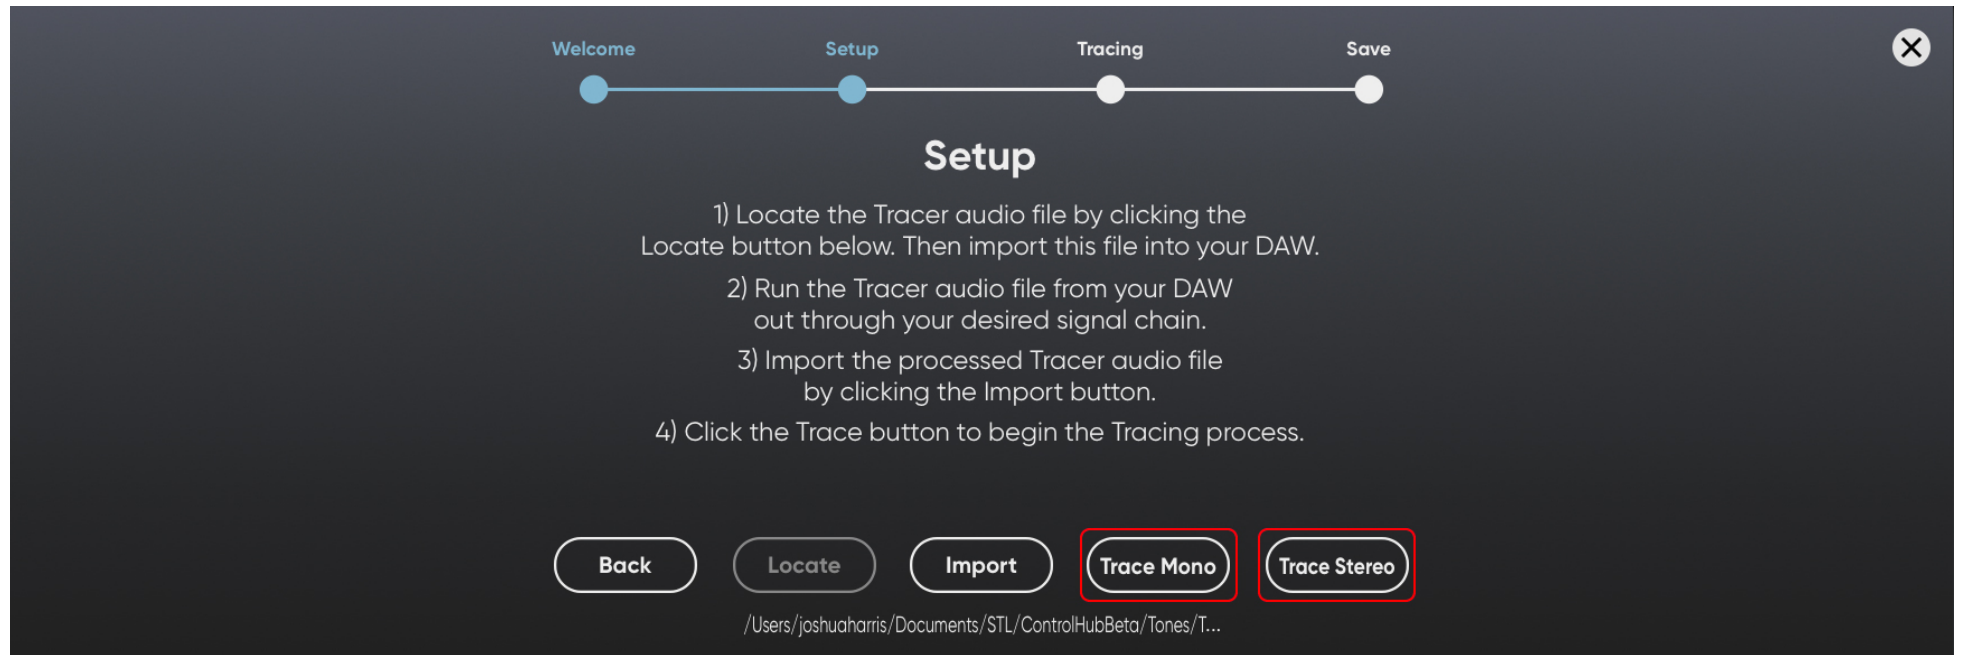 Welcome Setup Tracing Save
Setup
1) Locate the Tracer audio file by clicking the
Locate button below. Then import this file into your DAW.
2) Run the Tracer audio file from your DAW
out through your desired signal chain.
3) Import the processed Tracer audio file
by clicking the Import button.
4) Click the Trace button to begin the Tracing process.
Back Locate Import Trace Mono Trace Stereo
/Users/joshuaharris/Documents/STL/ControlHubBeta/Tones/T...